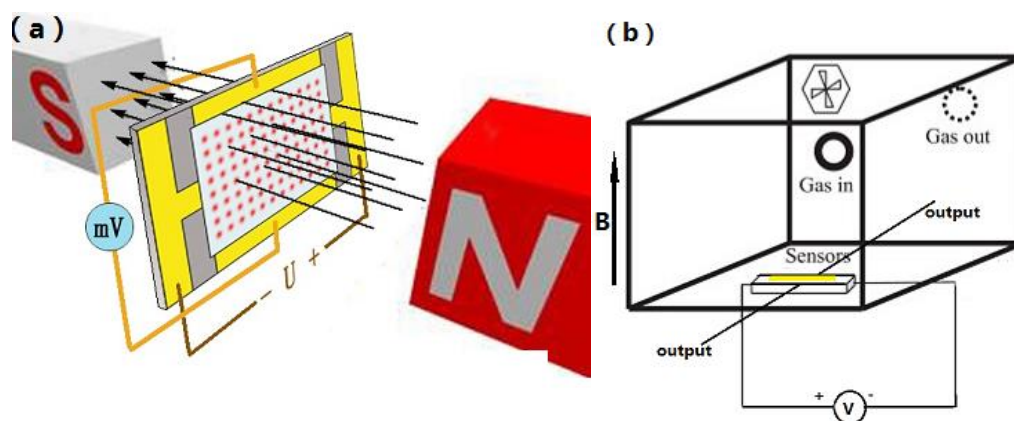 (a)
S
mV
- U +
N
(b)
Gas out
Gas in
B
output
Sensors
output
+ V -